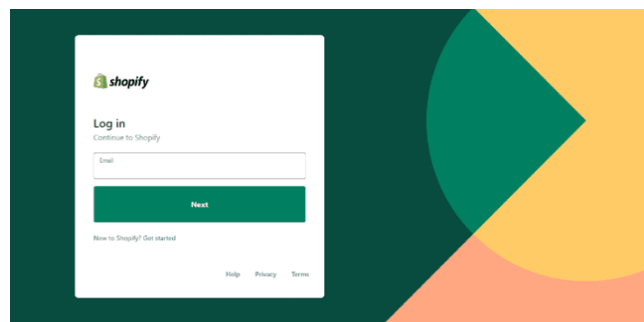 shopify
Log in
Continue to Shopify
Email
Next
New to Shopify? Get started
Help Privacy Terms